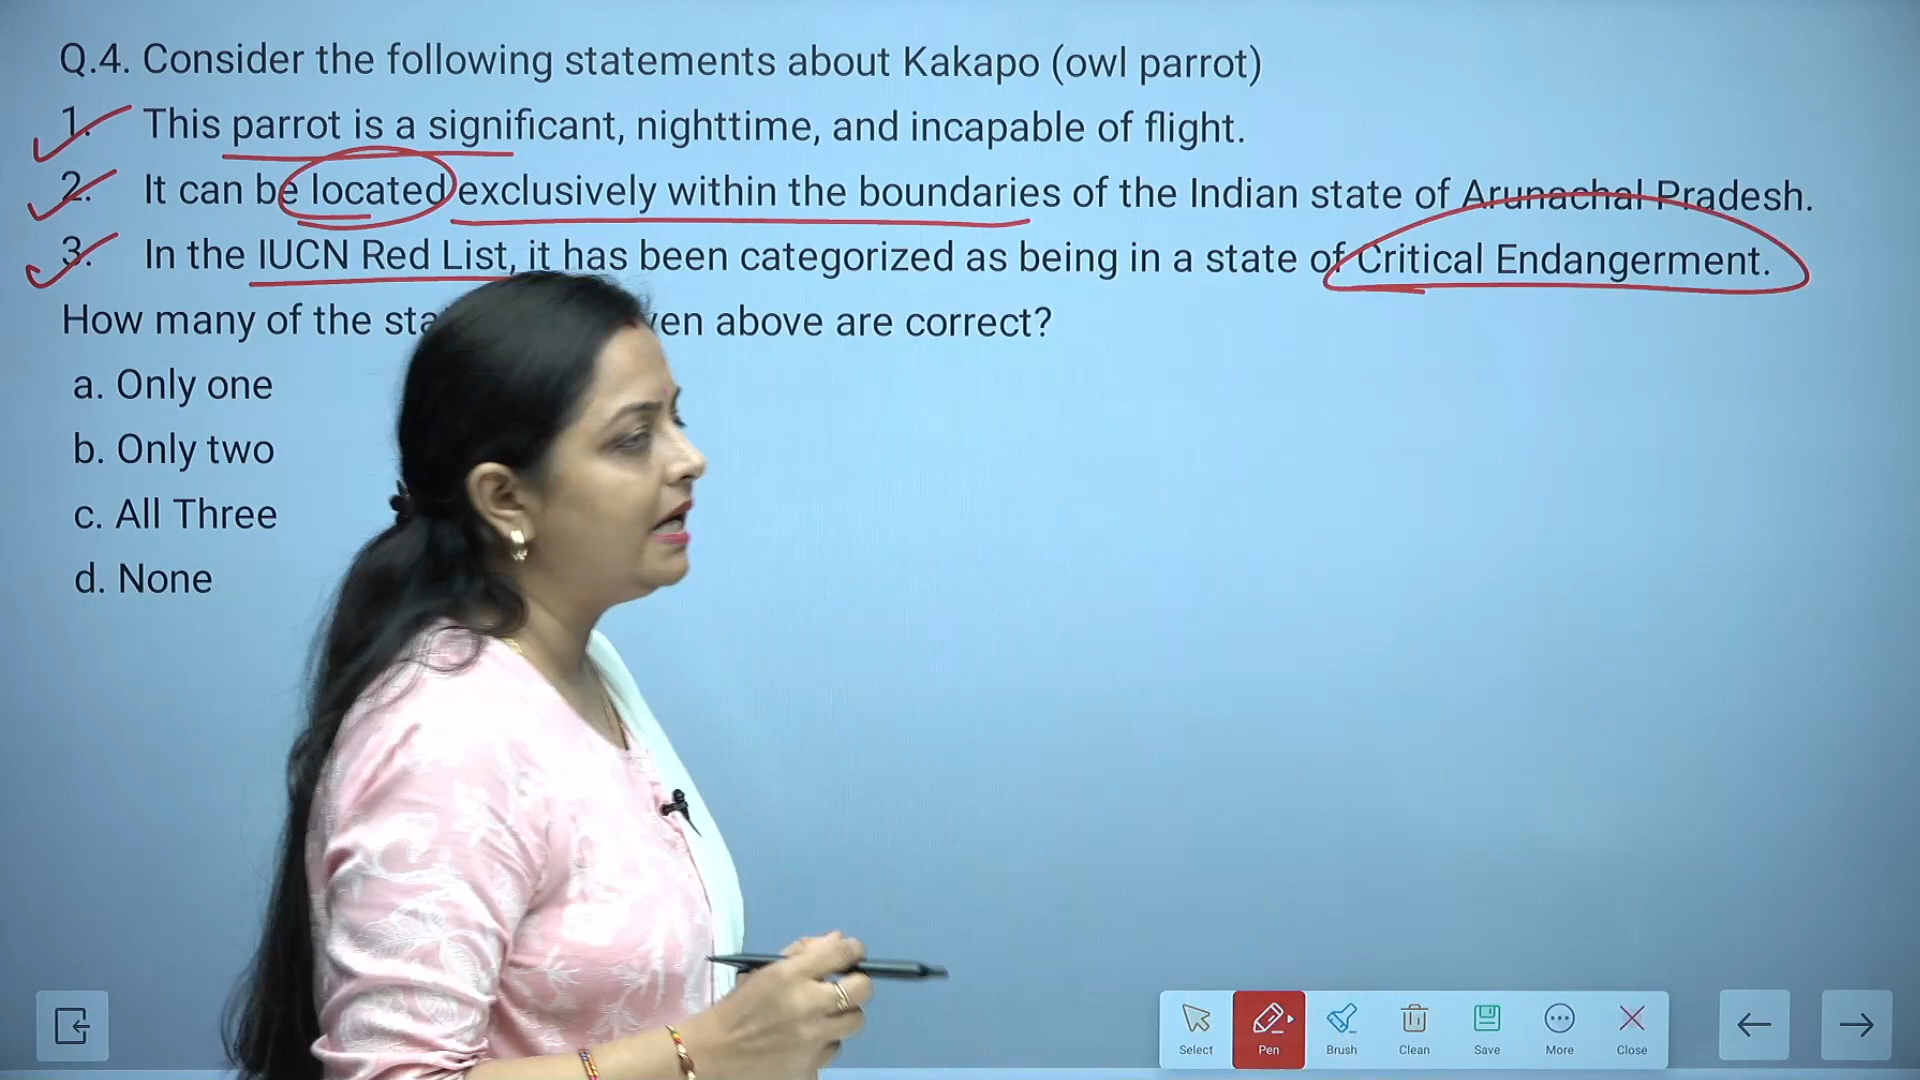 Q.4. Consider the following statements about Kakapo (owl parrot)
1. This parrot is a significant, nighttime, and incapable of flight.
2. It can be located exclusively within the boundaries of the Indian state of Arunachal Pradesh.
3. In the IUCN Red List, it has been categorized as being in a state of Critical Endangerment.
How many of the sta ven above are correct?
a. Only one
b. Only two
c. All Three
d. None
Select Pen Brush Clean Save More Close